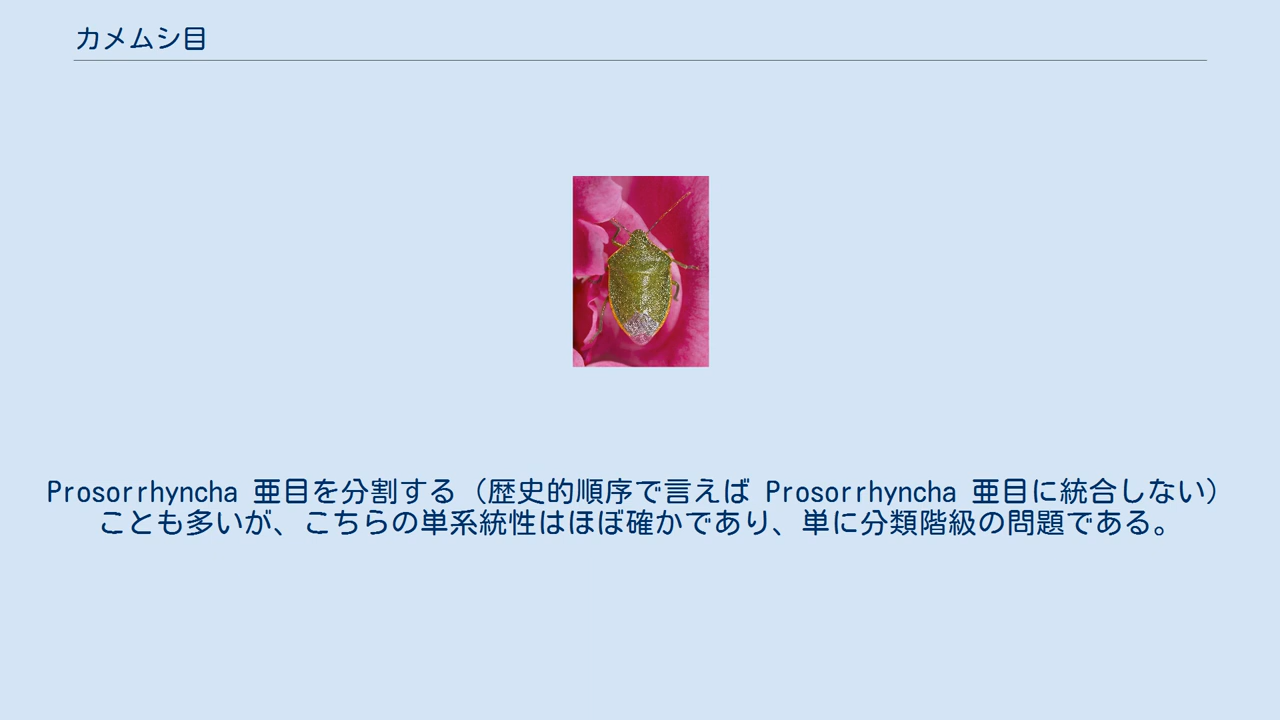 カメムシ目
Prosorrhyncha 亜目を分割する（歴史的順序で言えば Prosorrhyncha 亜目に統合しない）
ことも多いが、こちらの単系統性はほぼ確かであり、単に分類階級の問題である。